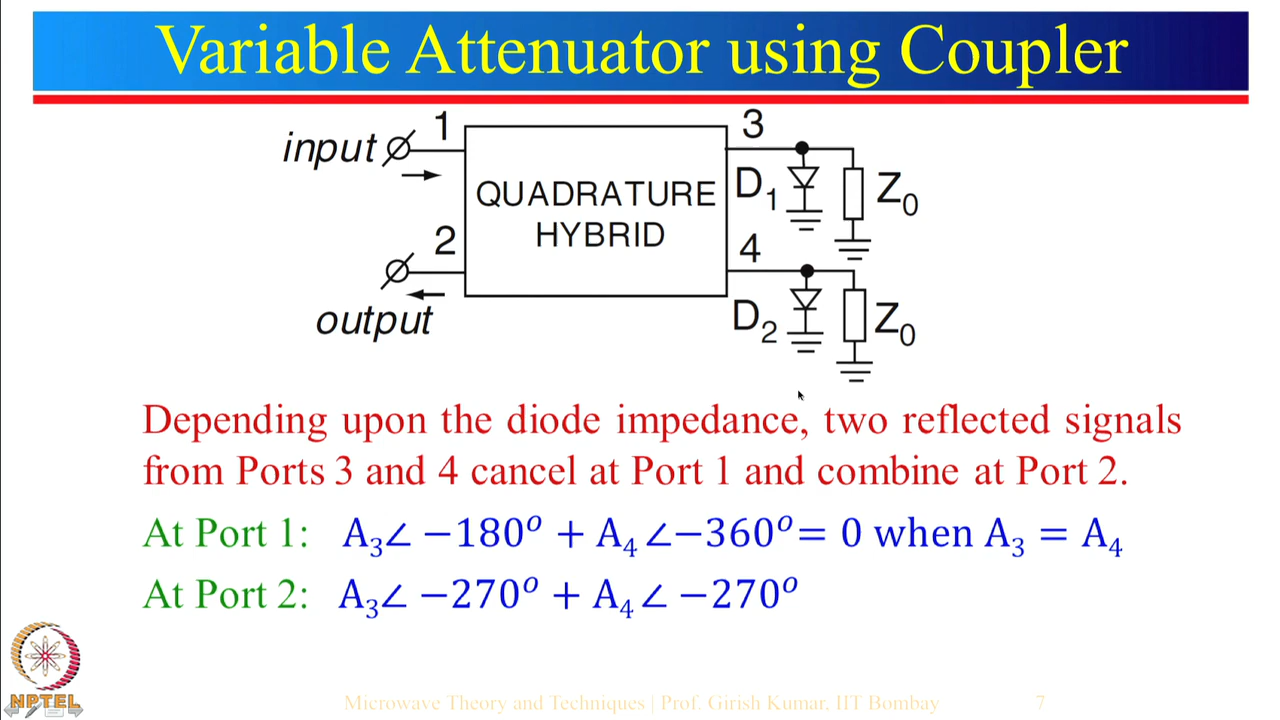 Variable Attenuator using Coupler
input 1 3
QUADRATURE HYBRID
D1 Z0
2 4
output
D2 Z0
Depending upon the diode impedance, two reflected signals
from Ports 3 and 4 cancel at Port 1 and combine at Port 2.
At Port 1: A₃∠ −180° + A₄ ∠−360° = 0 when A₃ = A₄
At Port 2: A₃∠ −270° + A₄∠ −270°
NPTEL
Microwave Theory and Techniques | Prof. Girish Kumar, IIT Bombay 7